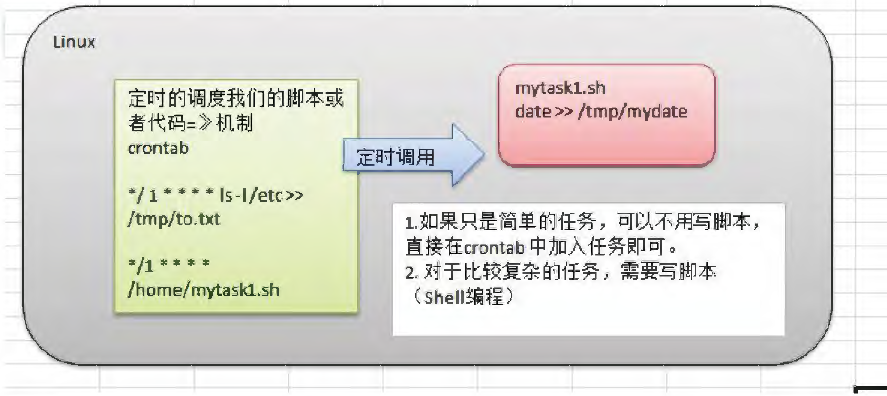 Linux
定时的调度我们的脚本或
者代码=》机制
crontab
*/ 1 * * * * ls -l /etc >>
/tmp/to.txt
*/1 * * * *
/home/mytask1.sh
定时调用
mytask1.sh
date >> /tmp/mydate
1.如果只是简单的任务，可以不用写脚本，
直接在crontab 中加入任务即可。
2. 对于比较复杂的任务，需要写脚本
（Shell编程）